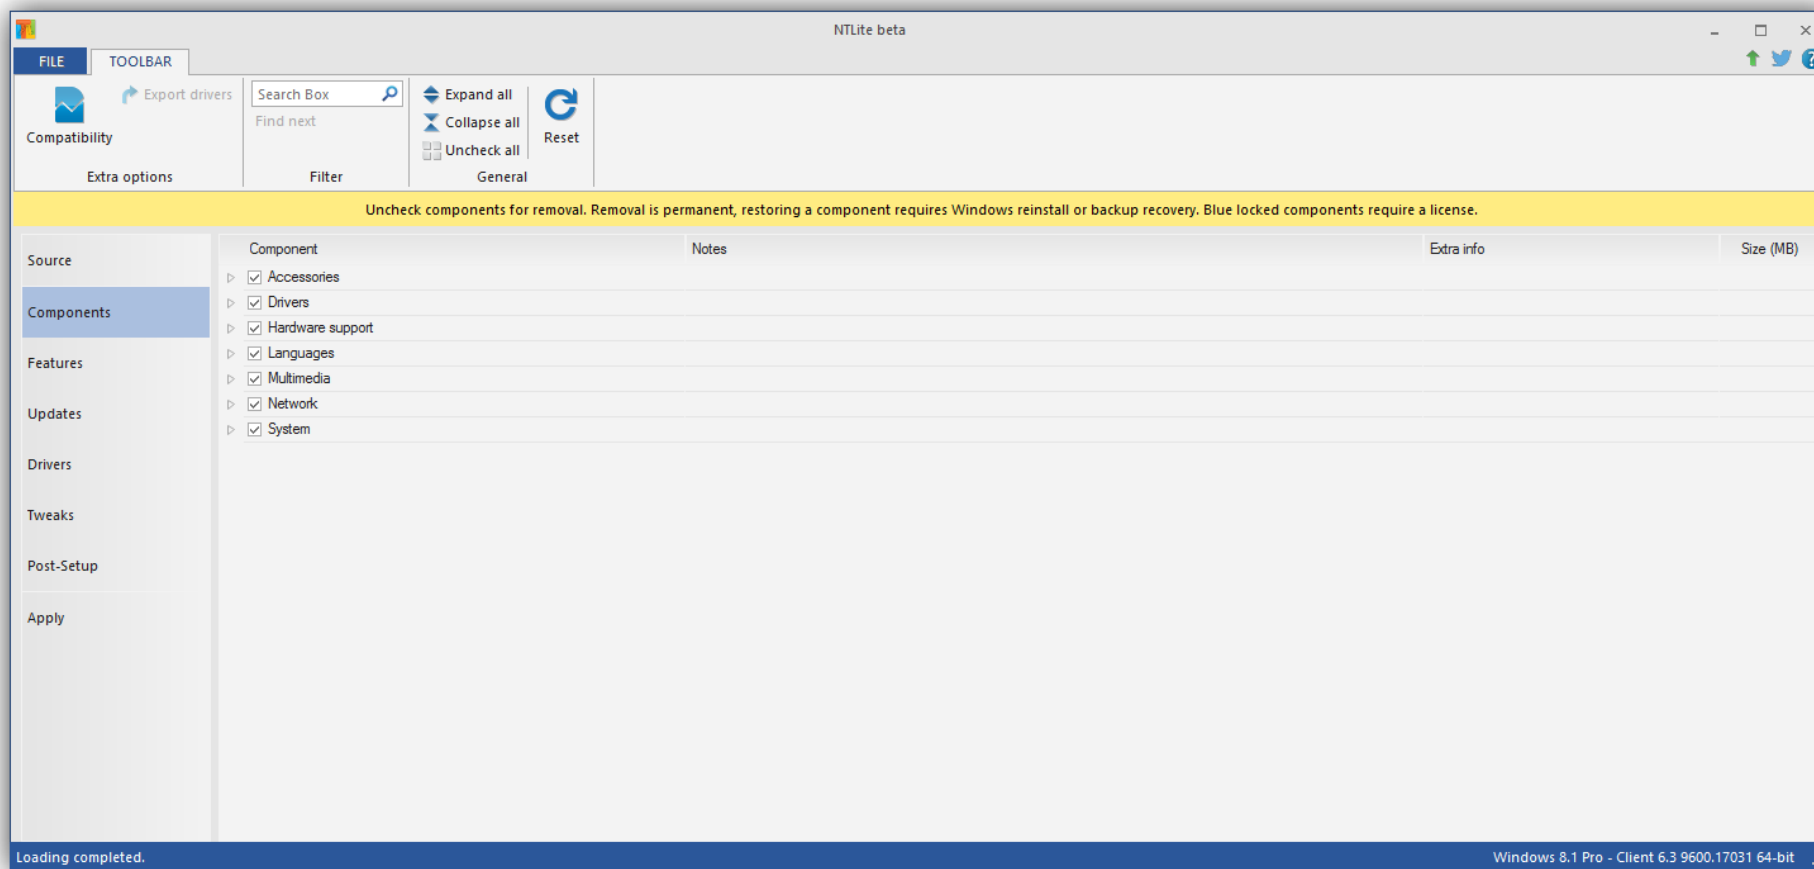 NTLite beta
FILE
TOOLBAR
Compatibility
Export drivers
Extra options
Search Box
Find next
Filter
Expand all
Collapse all
Uncheck all
Reset
General
Uncheck components for removal. Removal is permanent, restoring a component requires Windows reinstall or backup recovery. Blue locked components require a license.
Source
Components
Features
Updates
Drivers
Tweaks
Post-Setup
Apply
Component Notes Extra info Size (MB)
Accessories
Drivers
Hardware support
Languages
Multimedia
Network
System
Loading completed.
Windows 8.1 Pro - Client 6.3 9600.17031 64-bit